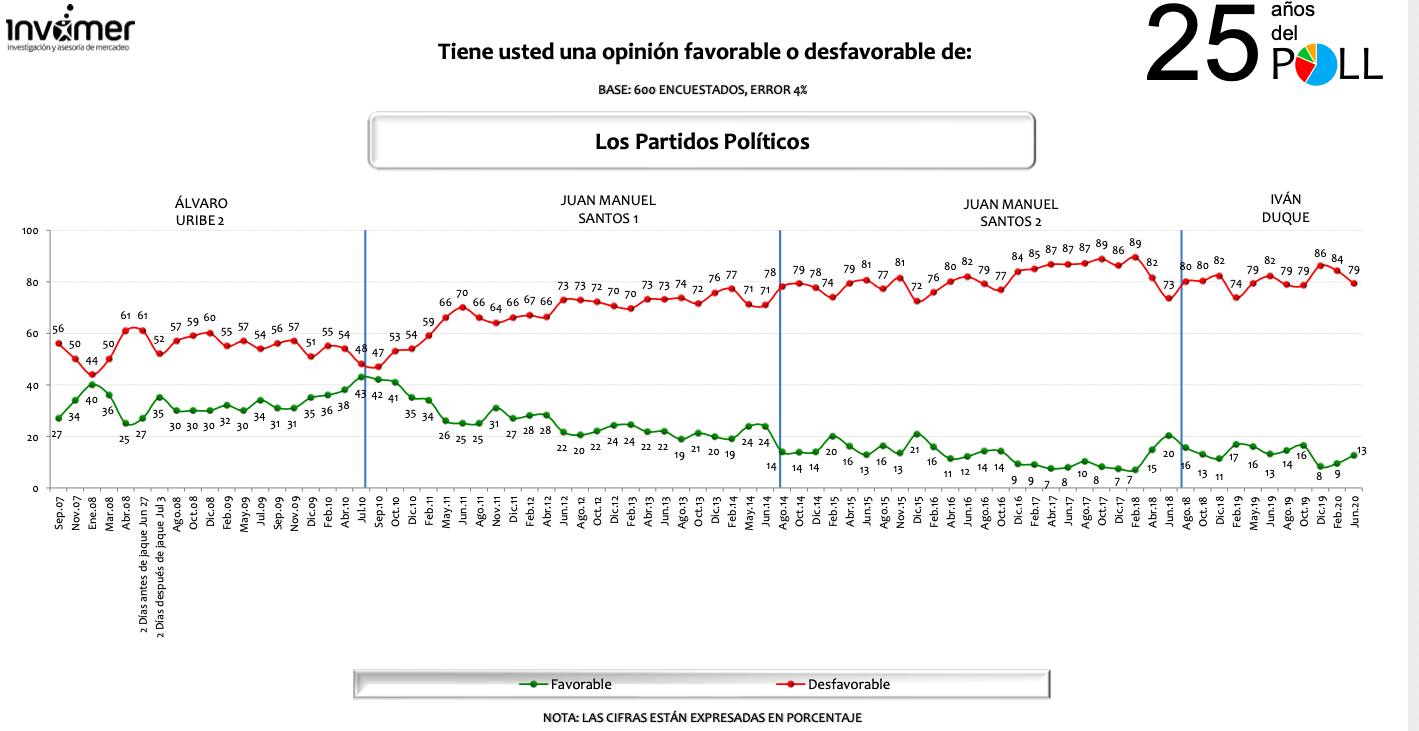 invamer
investigación y asesoría de mercadeo
25 años
del
POLL
Tiene usted una opinión favorable o desfavorable de:
BASE: 600 ENCUESTADOS, ERROR 4%
Los Partidos Políticos
ÁLVARO
URIBE 2
JUAN MANUEL
SANTOS 1
JUAN MANUEL
SANTOS 2
IVÁN
DUQUE
100
80
60
40
20
0
56 50 44 50 61 61 52 57 59 60 55 57 54 56 57 51 55 54 48 47 53 54 59 66 70 66 64 66 67 66 73 73 72 70 70 73 73 74 72 76 77 71 71 78 79 78 74 79 81 77 81 72 76 80 82 79 77 84 85 87 87 87 89 86 89 82 73 80 80 82 74 79 82 79 79 86 84 79
27 34 40 36 25 27 35 30 30 30 32 30 34 31 31 35 36 38 43 42 41 35 34 26 25 25 31 27 28 28 22 20 22 24 24 22 22 19 21 20 19 24 24 14 14 14 20 16 13 16 13 21 16 11 12 14 14 9 9 7 8 10 8 7 7 15 20 16 13 11 17 16 13 14 16 8 9 13
Sep.07
Nov.07
Ene.08
Mar.08
Abr.08
2 Días antes de jaque Jun 27
2 Días después de jaque Jul 3
Ago.08
Oct.08
Dic.08
Feb.09
May.09
Jul.09
Sep.09
Nov.09
Dic.09
Feb.10
Abr.10
Jul.10
Sep.10
Oct.10
Dic.10
Feb.11
May.11
Jun.11
Ago.11
Nov.11
Dic.11
Feb.12
Abr.12
Jun.12
Ago.12
Oct.12
Dic.12
Feb.13
Abr.13
Jun.13
Ago.13
Oct.13
Dic.13
Feb.14
May.14
Jun.14
Ago.14
Oct.14
Dic.14
Feb.15
Abr.15
Jun.15
Ago.15
Nov.15
Dic.15
Feb.16
Abr.16
Jun.16
Ago.16
Oct.16
Dic.16
Feb.17
Abr.17
Jun.17
Ago.17
Oct.17
Dic.17
Feb.18
Abr.18
Jun.18
Ago.18
Oct.18
Dic.18
Feb.19
May.19
Jun.19
Ago.19
Oct.19
Dic.19
Feb.20
Jun.20
Favorable
Desfavorable
NOTA: LAS CIFRAS ESTÁN EXPRESADAS EN PORCENTAJE